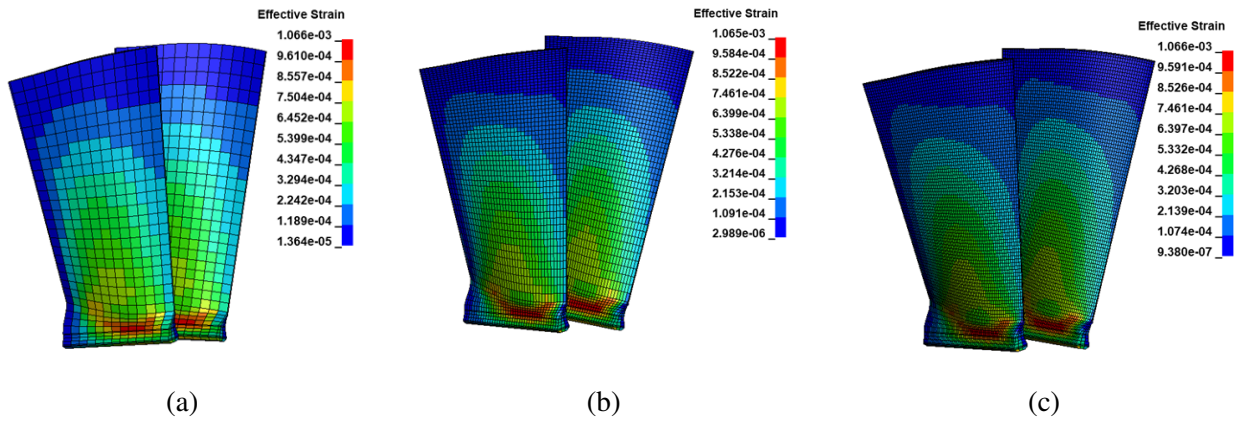 Effective Strain
1.066e-03
9.610e-04
8.557e-04
7.504e-04
6.452e-04
5.399e-04
4.347e-04
3.294e-04
2.242e-04
1.189e-04
1.364e-05
Effective Strain
1.065e-03
9.584e-04
8.522e-04
7.461e-04
6.399e-04
5.338e-04
4.276e-04
3.214e-04
2.153e-04
1.091e-04
2.989e-06
Effective Strain
1.066e-03
9.591e-04
8.526e-04
7.461e-04
6.397e-04
5.332e-04
4.268e-04
3.203e-04
2.139e-04
1.074e-04
9.380e-07
(a)
(b)
(c)